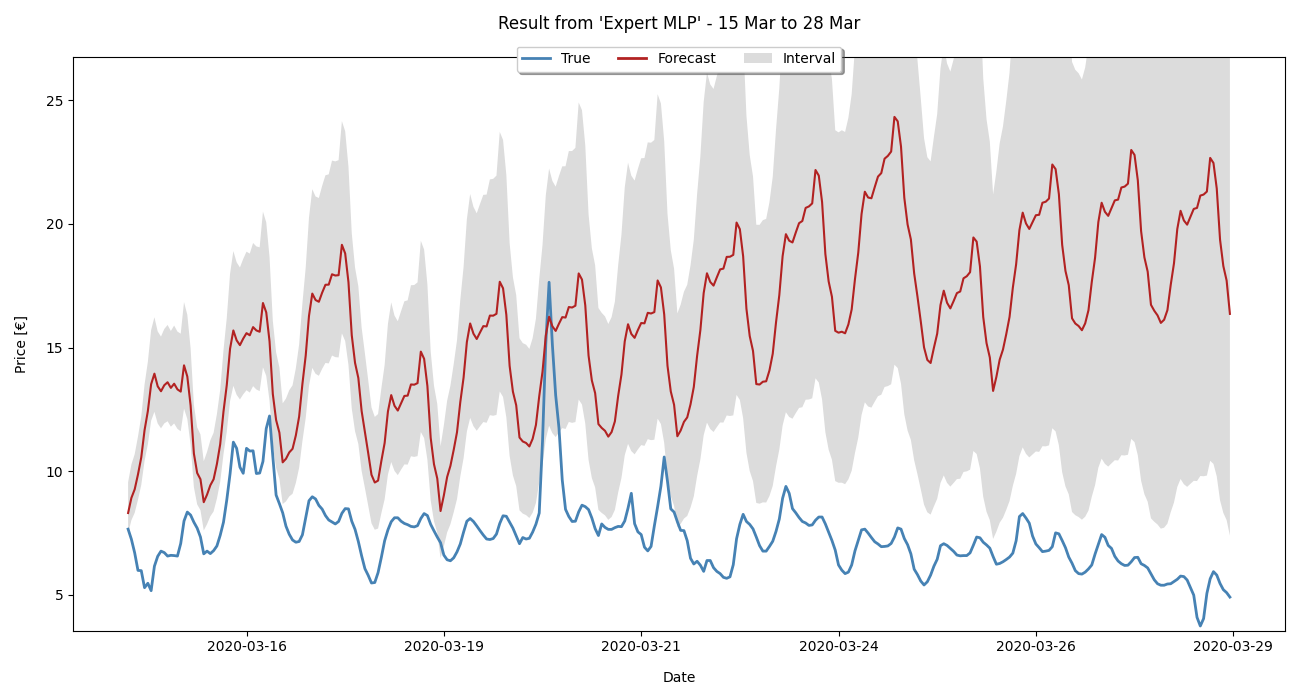 Result from 'Expert MLP' - 15 Mar to 28 Mar
True Forecast Interval
Price [€]
25
20
15
10
5
2020-03-16 2020-03-19 2020-03-21 2020-03-24 2020-03-26 2020-03-29
Date